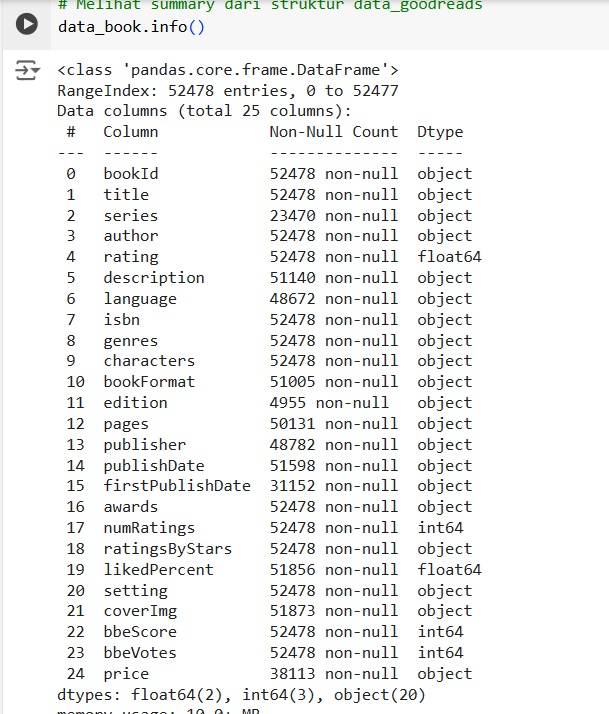 # Melihat summary dari struktur data_goodreads
data_book.info()
<class 'pandas.core.frame.DataFrame'>
RangeIndex: 52478 entries, 0 to 52477
Data columns (total 25 columns):
 #   Column            Non-Null Count  Dtype
---  ------            --------------  -----
 0   bookId            52478 non-null  object
 1   title             52478 non-null  object
 2   series            23470 non-null  object
 3   author            52478 non-null  object
 4   rating            52478 non-null  float64
 5   description       51140 non-null  object
 6   language          48672 non-null  object
 7   isbn              52478 non-null  object
 8   genres            52478 non-null  object
 9   characters        52478 non-null  object
 10  bookFormat        51005 non-null  object
 11  edition           4955 non-null   object
 12  pages             50131 non-null  object
 13  publisher         48782 non-null  object
 14  publishDate       51598 non-null  object
 15  firstPublishDate  31152 non-null  object
 16  awards            52478 non-null  object
 17  numRatings        52478 non-null  int64
 18  ratingsByStars    52478 non-null  object
 19  likedPercent      51856 non-null  float64
 20  setting           52478 non-null  object
 21  coverImg          51873 non-null  object
 22  bbeScore          52478 non-null  int64
 23  bbeVotes          52478 non-null  int64
 24  price             38113 non-null  object
dtypes: float64(2), int64(3), object(20)
memory usage: 10.0+ MB